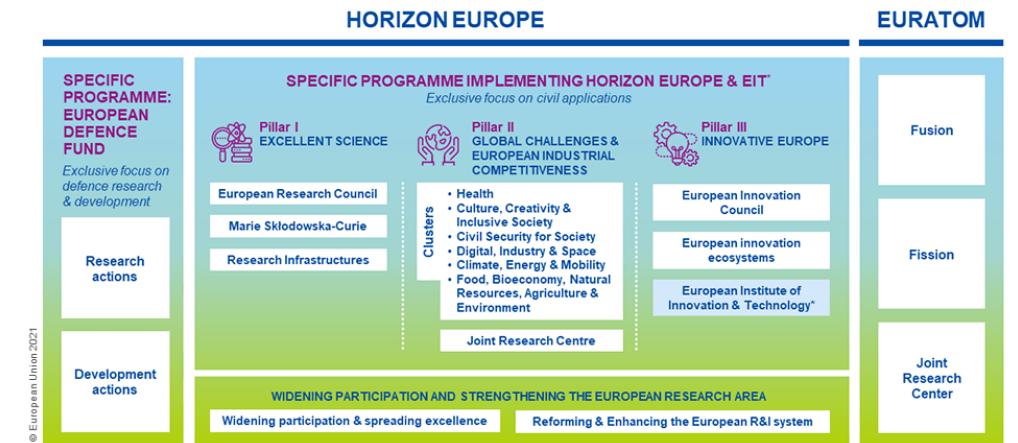 HORIZON EUROPE
EURATOM
SPECIFIC
PROGRAMME:
EUROPEAN
DEFENCE
FUND
Exclusive focus on
defence research
& development
Research
actions
Development
actions
SPECIFIC PROGRAMME IMPLEMENTING HORIZON EUROPE & EIT*
Exclusive focus on civil applications
Pillar I
EXCELLENT SCIENCE
European Research Council
Marie Skłodowska-Curie
Research Infrastructures
Pillar II
GLOBAL CHALLENGES &
EUROPEAN INDUSTRIAL
COMPETITIVENESS
Clusters
• Health
• Culture, Creativity &
Inclusive Society
• Civil Security for Society
• Digital, Industry & Space
• Climate, Energy & Mobility
• Food, Bioeconomy, Natural
Resources, Agriculture &
Environment
Joint Research Centre
Pillar III
INNOVATIVE EUROPE
European Innovation
Council
European innovation
ecosystems
European Institute of
Innovation & Technology*
WIDENING PARTICIPATION AND STRENGTHENING THE EUROPEAN RESEARCH AREA
Widening participation & spreading excellence
Reforming & Enhancing the European R&I system
Fusion
Fission
Joint
Research
Center
© European Union 2021